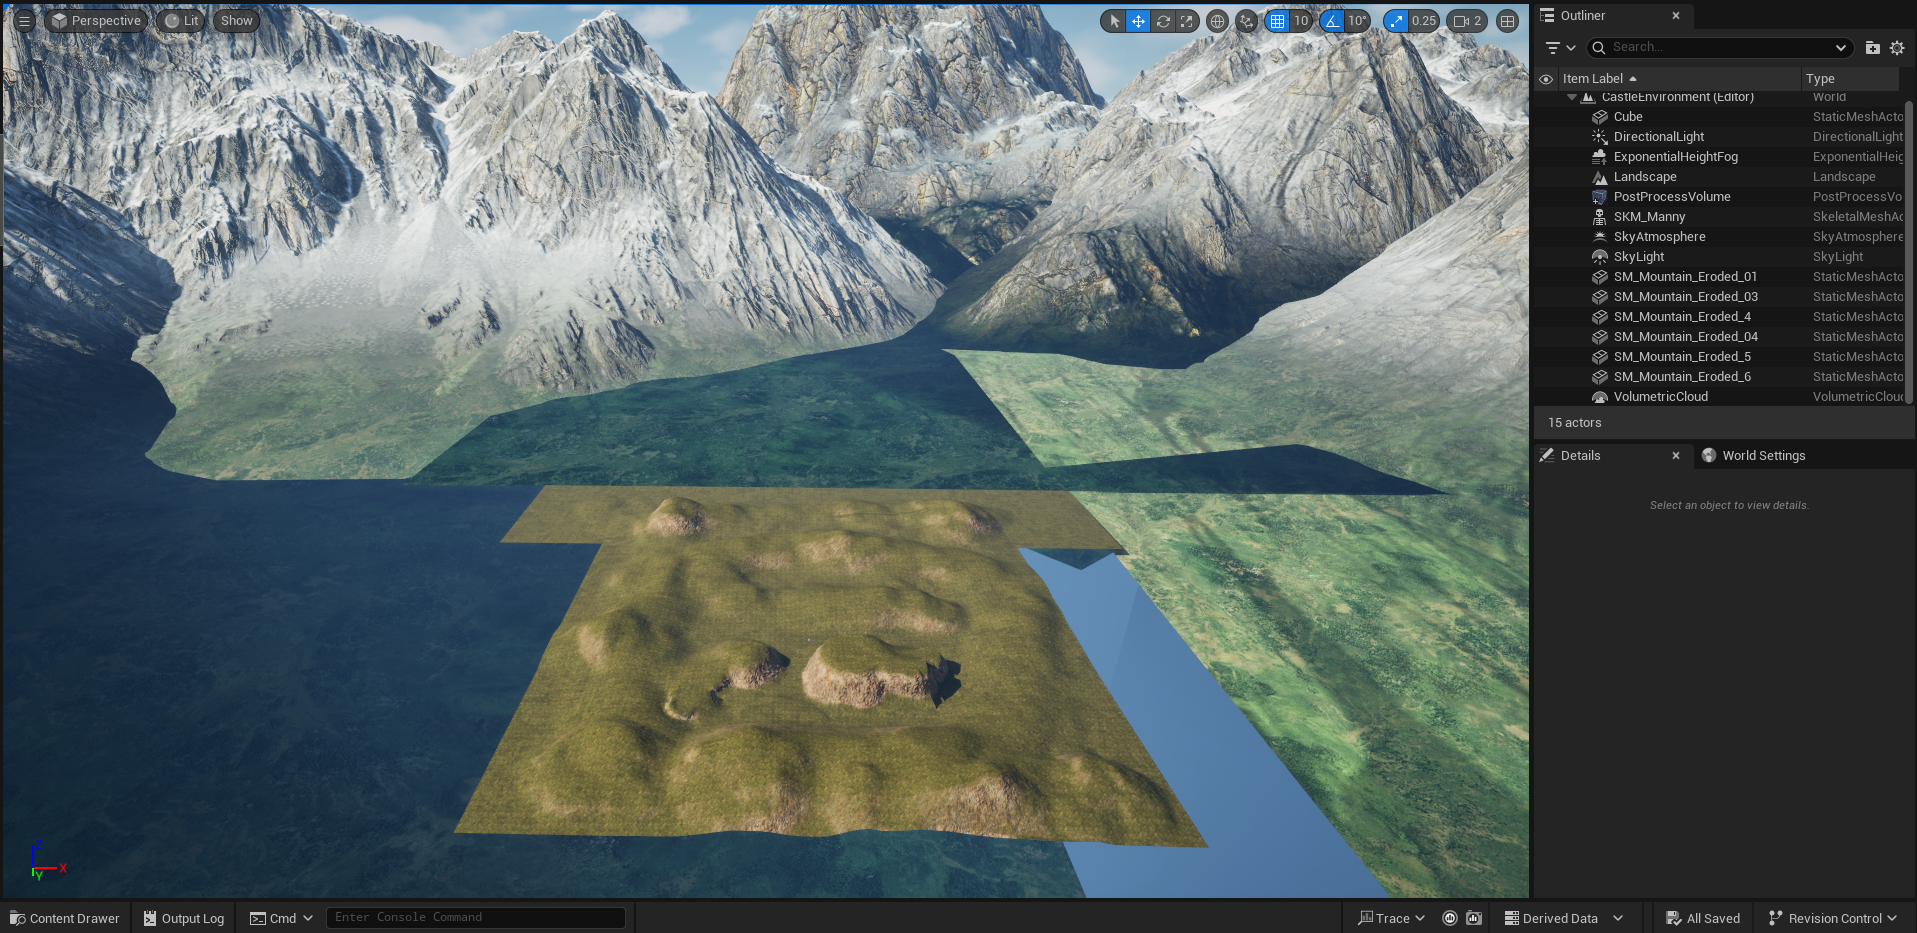 Perspective
Lit
Show
10
10°
0.25
2
Outliner
Search...
Item Label
Type
CastleEnvironment (Editor)
World
Cube
StaticMeshActo
DirectionalLight
DirectionalLight
ExponentialHeightFog
ExponentialHeig
Landscape
Landscape
PostProcessVolume
PostProcessVo
SKM_Manny
SkeletalMeshAc
SkyAtmosphere
SkyAtmosphere
SkyLight
SkyLight
SM_Mountain_Eroded_01
StaticMeshActo
SM_Mountain_Eroded_03
StaticMeshActo
SM_Mountain_Eroded_4
StaticMeshActo
SM_Mountain_Eroded_04
StaticMeshActo
SM_Mountain_Eroded_5
StaticMeshActo
SM_Mountain_Eroded_6
StaticMeshActo
VolumetricCloud
VolumetricClou
15 actors
Details
World Settings
Select an object to view details.
Z
X
Y
Content Drawer
Output Log
Cmd
Enter Console Command
Trace
Derived Data
All Saved
Revision Control